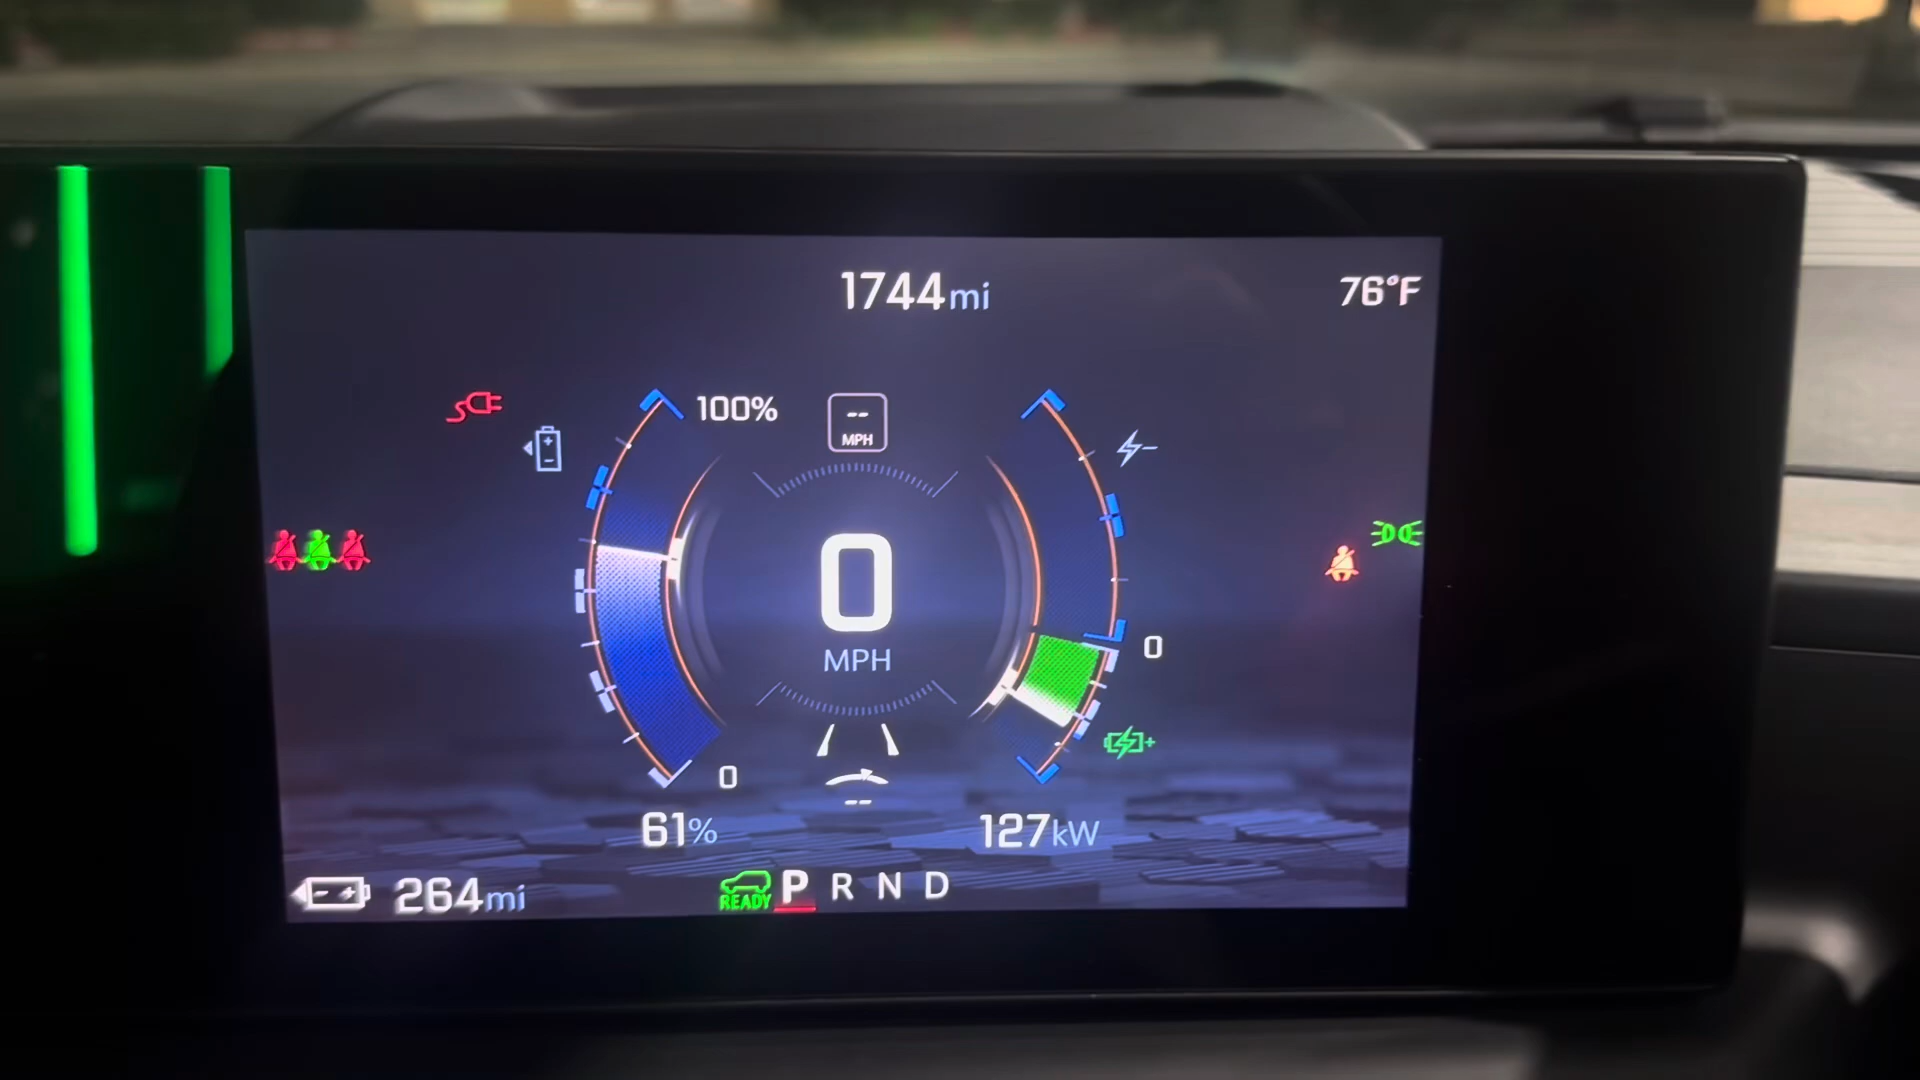 1744mi
76°F
100%
--
MPH
0
MPH
0
0
--
61%
127kW
264mi
READY P R N D